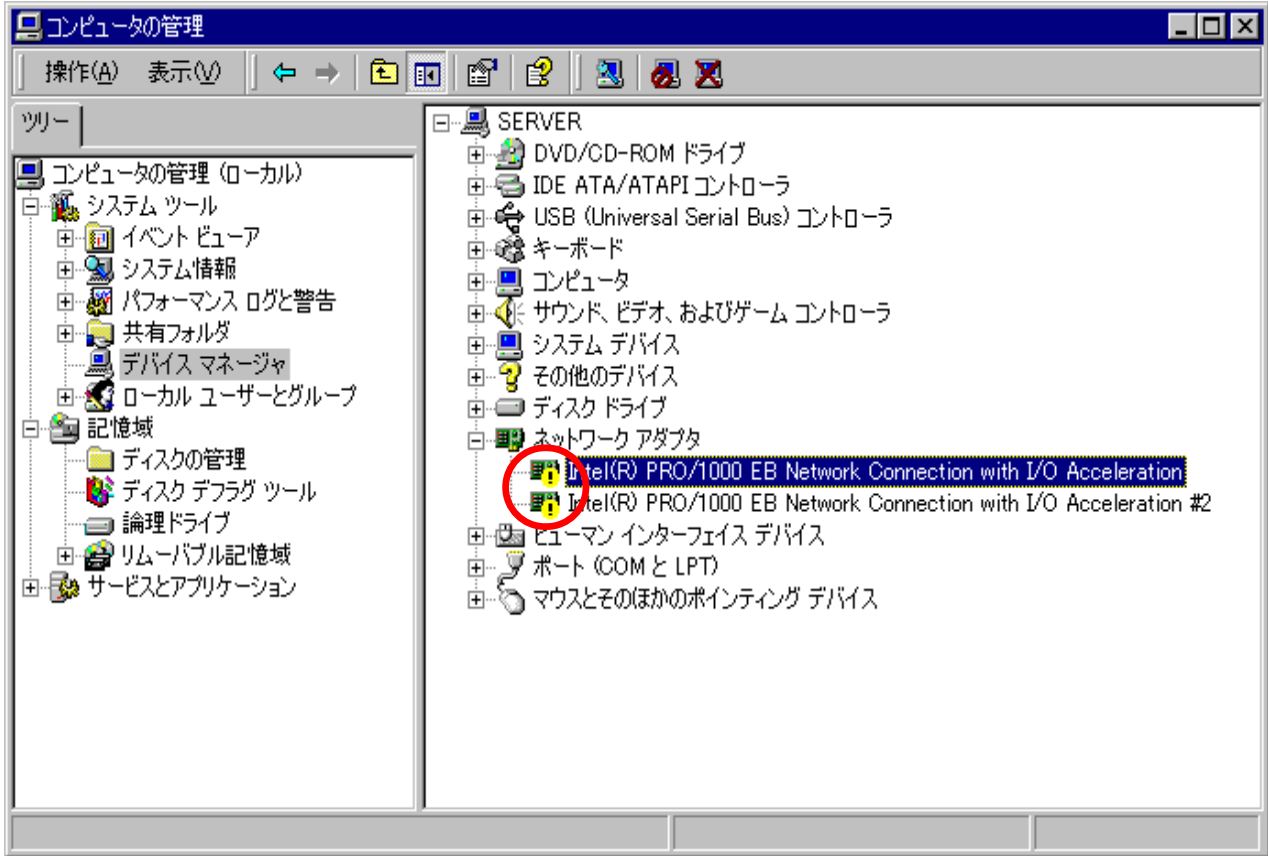 コンピュータの管理
操作(A) 表示(V)
ツリー
コンピュータの管理 (ローカル)
システム ツール
イベント ビューア
システム情報
パフォーマンス ログと警告
共有フォルダ
デバイス マネージャ
ローカル ユーザーとグループ
記憶域
ディスクの管理
ディスク デフラグ ツール
論理ドライブ
リムーバブル記憶域
サービスとアプリケーション
SERVER
DVD/CD-ROM ドライブ
IDE ATA/ATAPI コントローラ
USB (Universal Serial Bus) コントローラ
キーボード
コンピュータ
サウンド、ビデオ、およびゲーム コントローラ
システム デバイス
その他のデバイス
ディスク ドライブ
ネットワーク アダプタ
Intel(R) PRO/1000 EB Network Connection with I/O Acceleration
Intel(R) PRO/1000 EB Network Connection with I/O Acceleration #2
ヒューマン インターフェイス デバイス
ポート (COM と LPT)
マウスとそのほかのポインティング デバイス